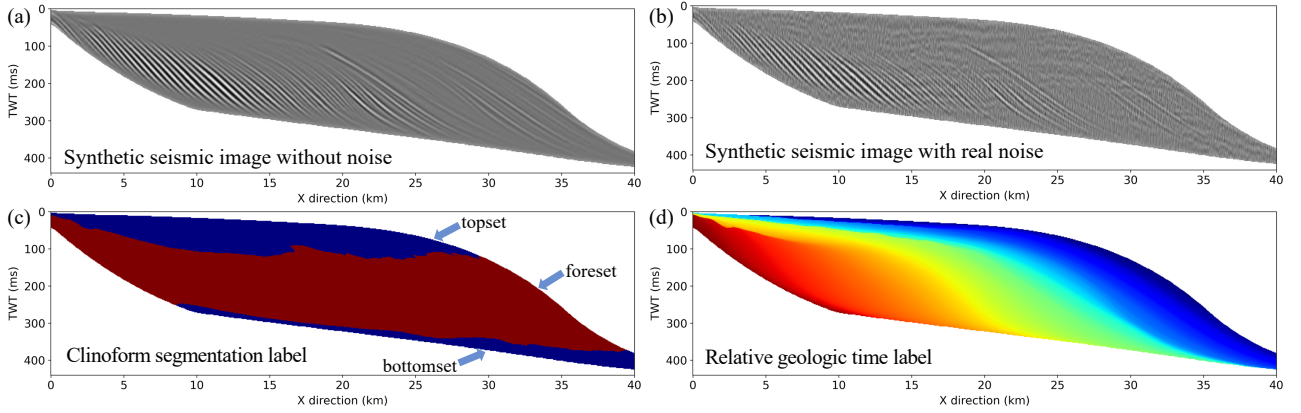 (a)
TWT (ms)
0
100
200
300
400
Synthetic seismic image without noise
0 5 10 15 20 25 30 35 40
X direction (km)
(b)
TWT (ms)
0
100
200
300
400
Synthetic seismic image with real noise
0 5 10 15 20 25 30 35 40
X direction (km)
(c)
TWT (ms)
0
100
200
300
400
topset
foreset
Clinoform segmentation label
bottomset
0 5 10 15 20 25 30 35 40
X direction (km)
(d)
TWT (ms)
0
100
200
300
400
Relative geologic time label
0 5 10 15 20 25 30 35 40
X direction (km)